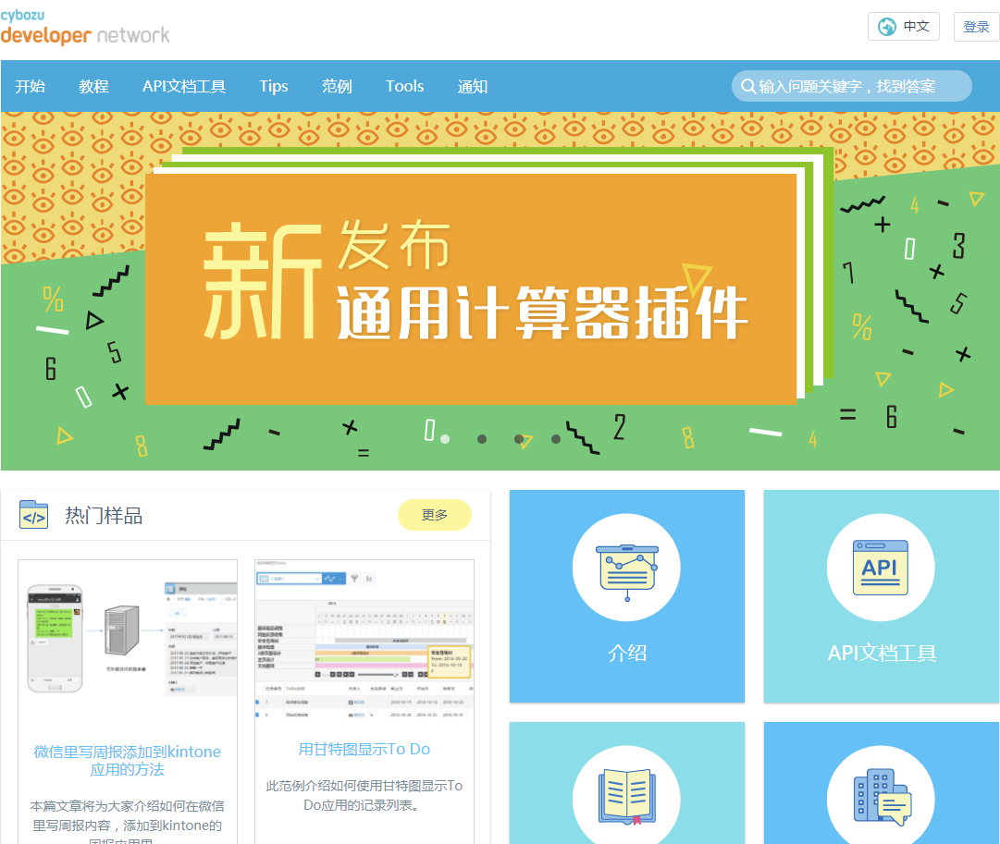 cybozu
developer network
中文
登录
开始
教程
API文档工具
Tips
范例
Tools
通知
输入问题关键字，找到答案
新
发布
通用计算器插件
热门样品
更多
微信里写周报添加到kintone
应用的方法
本篇文章将为大家介绍如何在微信
里写周报内容，添加到kintone的
周报应用里
用甘特图显示To Do
此范例介绍如何使用甘特图显示To
Do应用的记录列表。
介绍
API
API文档工具